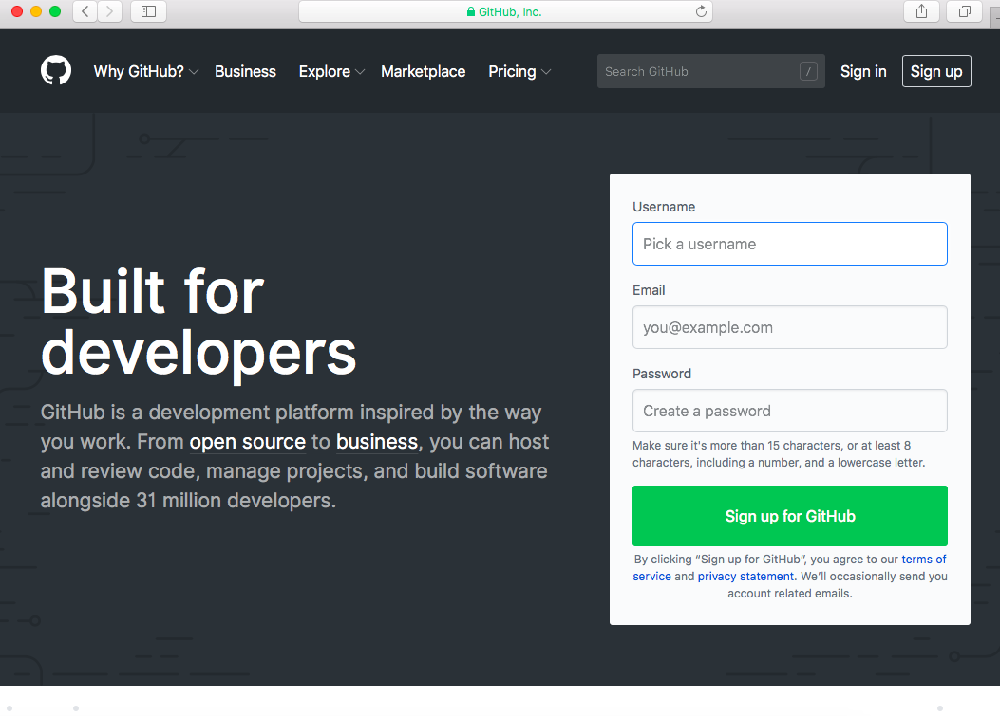 GitHub, Inc.
Why GitHub? Business Explore Marketplace Pricing Search GitHub / Sign in Sign up
Built for
developers
GitHub is a development platform inspired by the way
you work. From open source to business, you can host
and review code, manage projects, and build software
alongside 31 million developers.
Username
Pick a username
Email
you@example.com
Password
Create a password
Make sure it's more than 15 characters, or at least 8
characters, including a number, and a lowercase letter.
Sign up for GitHub
By clicking “Sign up for GitHub”, you agree to our terms of
service and privacy statement. We’ll occasionally send you
account related emails.